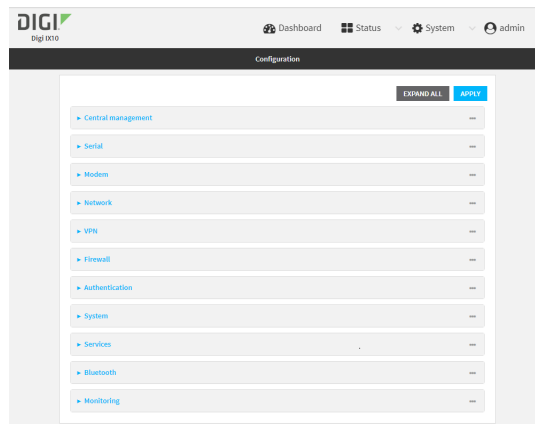 DIGI
Digi IX10
Dashboard Status System admin
Configuration
EXPAND ALL APPLY
► Central management
► Serial
► Modem
► Network
► VPN
► Firewall
► Authentication
► System
► Services
► Bluetooth
► Monitoring